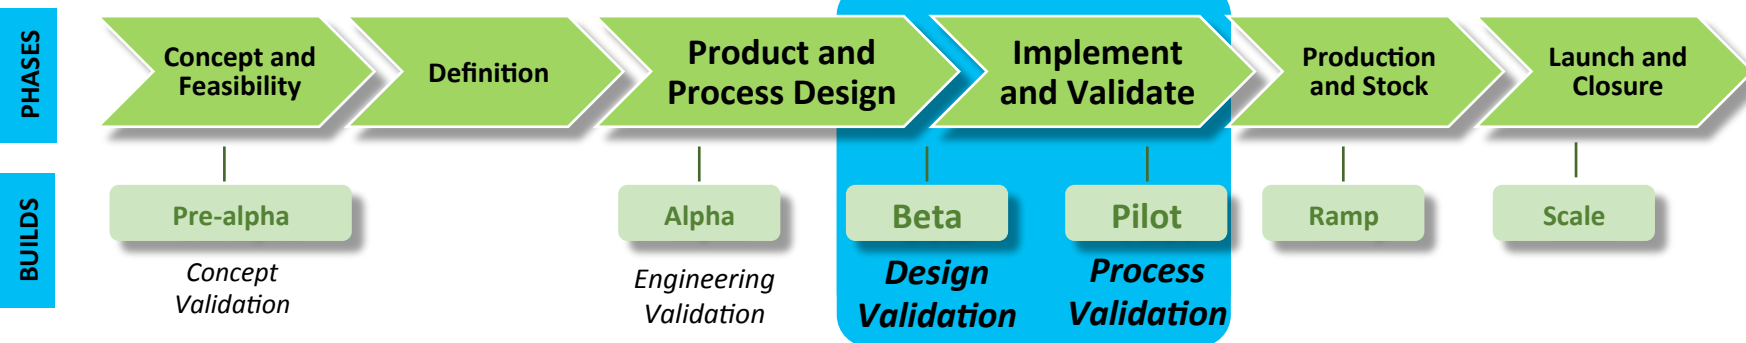 PHASES
Concept and
Feasibility
Definition
Product and
Process Design
Implement
and Validate
Production
and Stock
Launch and
Closure
BUILDS
Pre-alpha
Concept
Validation
Alpha
Engineering
Validation
Beta
Design
Validation
Pilot
Process
Validation
Ramp
Scale